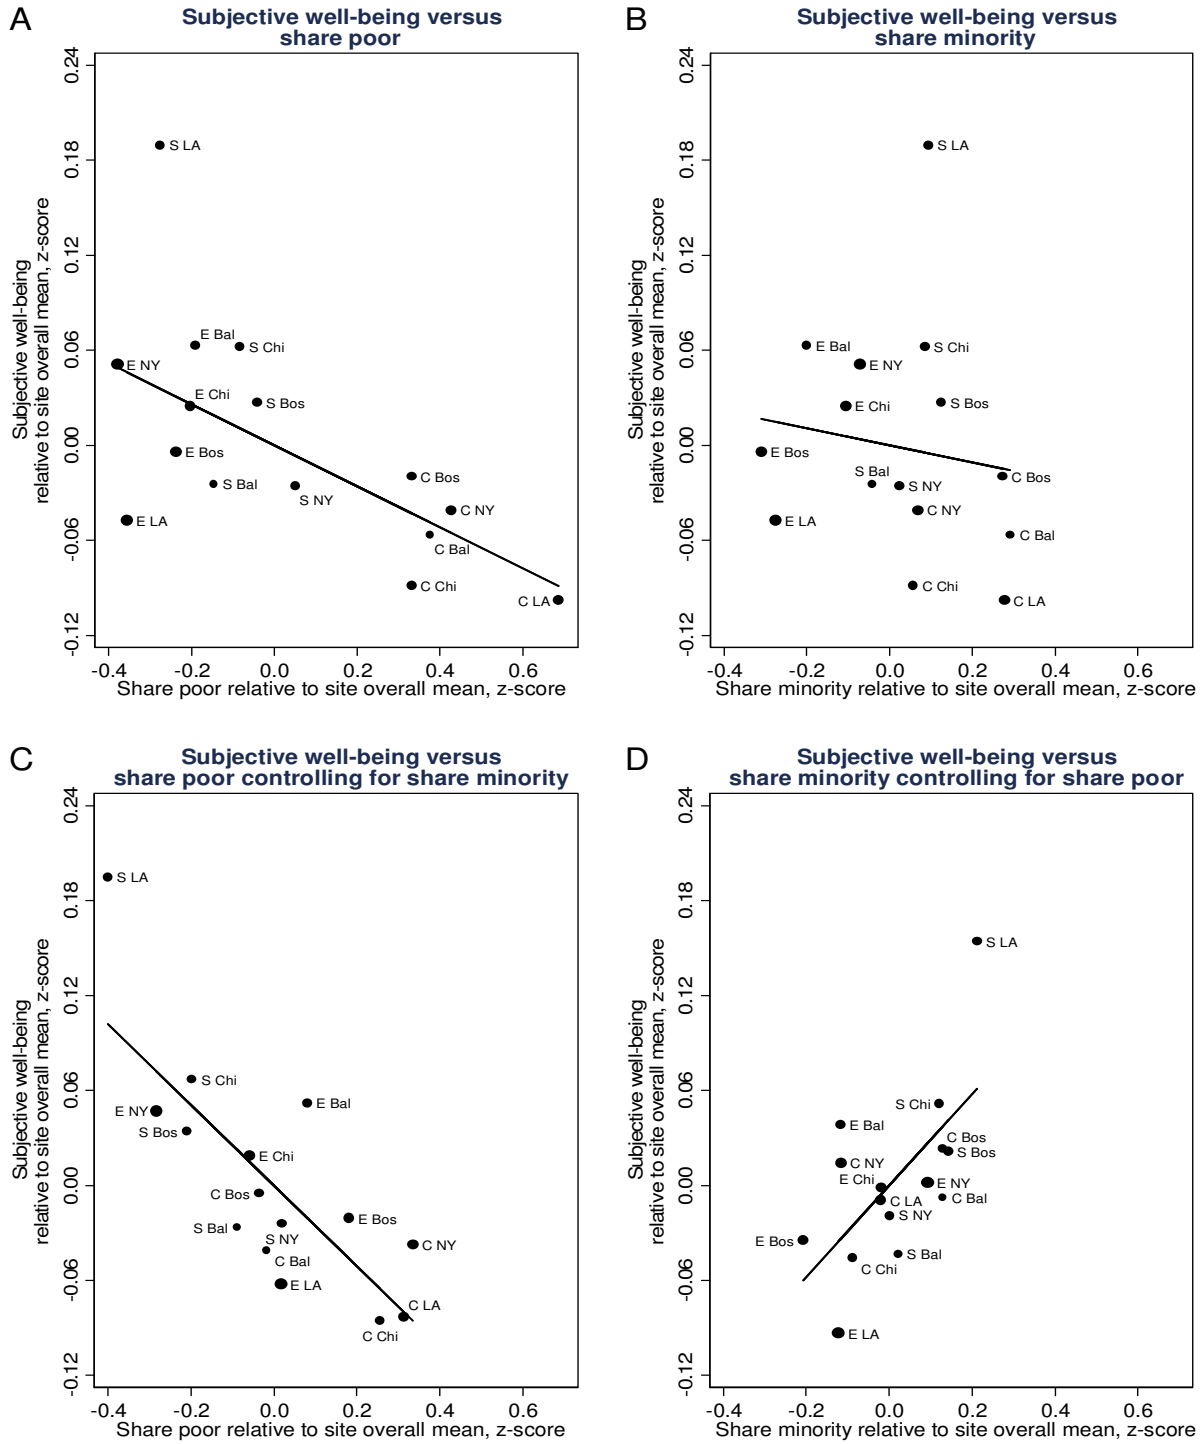 A
Subjective well-being versus
share poor
Subjective well-being
relative to site overall mean, z-score
0.24
0.18
0.12
0.06
0.00
-0.06
-0.12
S LA
E Bal
S Chi
E NY
E Chi
S Bos
E Bos
S Bal
S NY
C Bos
C NY
E LA
C Bal
C Chi
C LA
-0.4
-0.2
0.0
0.2
0.4
0.6
Share poor relative to site overall mean, z-score
B
Subjective well-being versus
share minority
Subjective well-being
relative to site overall mean, z-score
0.24
0.18
0.12
0.06
0.00
-0.06
-0.12
S LA
E Bal
S Chi
E NY
E Chi
S Bos
E Bos
S Bal
S NY
C Bos
C NY
E LA
C Bal
C Chi
C LA
-0.4
-0.2
0.0
0.2
0.4
0.6
Share minority relative to site overall mean, z-score
C
Subjective well-being versus
share poor controlling for share minority
Subjective well-being
relative to site overall mean, z-score
0.24
0.18
0.12
0.06
0.00
-0.06
-0.12
S LA
S Chi
E NY
E Bal
S Bos
E Chi
C Bos
E Bos
S Bal
S NY
C NY
C Bal
E LA
C LA
C Chi
-0.4
-0.2
0.0
0.2
0.4
0.6
Share poor relative to site overall mean, z-score
D
Subjective well-being versus
share minority controlling for share poor
Subjective well-being
relative to site overall mean, z-score
0.24
0.18
0.12
0.06
0.00
-0.06
-0.12
S LA
S Chi
E Bal
C Bos
S Bos
C NY
E Chi
E NY
C LA
C Bal
S NY
E Bos
S Bal
C Chi
E LA
-0.4
-0.2
0.0
0.2
0.4
0.6
Share minority relative to site overall mean, z-score